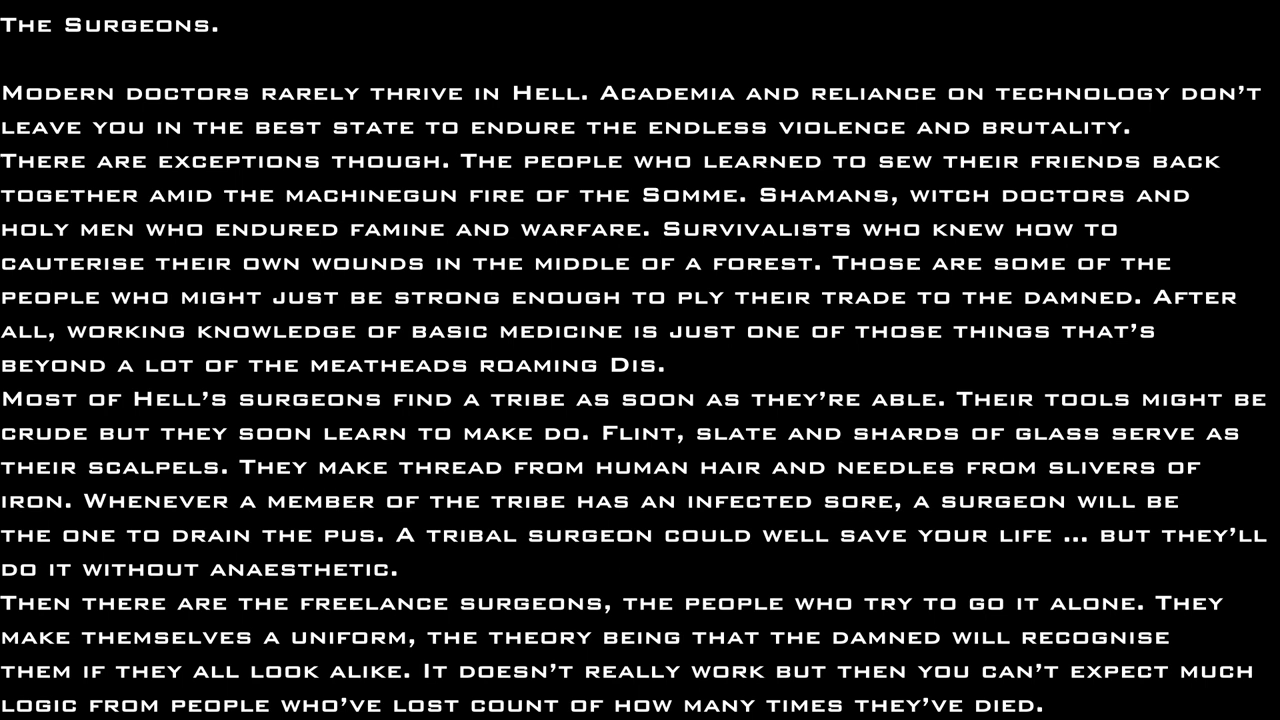 The Surgeons.
Modern doctors rarely thrive in Hell. Academia and reliance on technology don't
leave you in the best state to endure the endless violence and brutality.
There are exceptions though. The people who learned to sew their friends back
together amid the machinegun fire of the Somme. Shamans, witch doctors and
holy men who endured famine and warfare. Survivalists who knew how to
cauterise their own wounds in the middle of a forest. Those are some of the
people who might just be strong enough to ply their trade to the damned. After
all, working knowledge of basic medicine is just one of those things that's
beyond a lot of the meatheads roaming Dis.
Most of Hell's surgeons find a tribe as soon as they're able. Their tools might be
crude but they soon learn to make do. Flint, slate and shards of glass serve as
their scalpels. They make thread from human hair and needles from slivers of
iron. Whenever a member of the tribe has an infected sore, a surgeon will be
the one to drain the pus. A tribal surgeon could well save your life ... but they'll
do it without anaesthetic.
Then there are the freelance surgeons, the people who try to go it alone. They
make themselves a uniform, the theory being that the damned will recognise
them if they all look alike. It doesn't really work but then you can't expect much
logic from people who've lost count of how many times they've died.